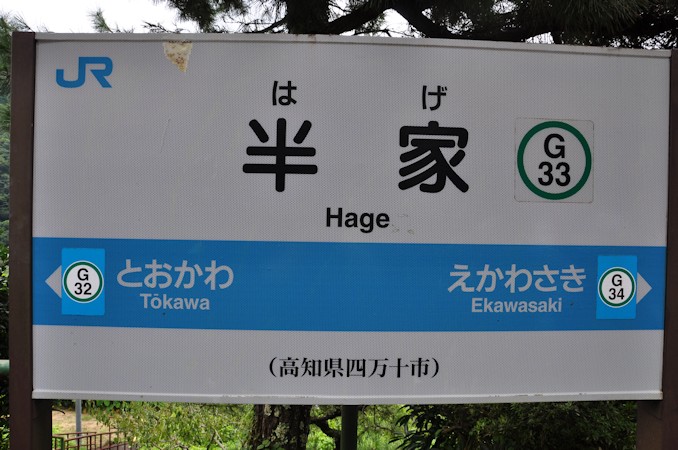 JR
は げ
半 家
G
33
Hage
G
32
とおかわ
Tōkawa
えかわさき
Ekawasaki
G
34
(高知県四万十市)